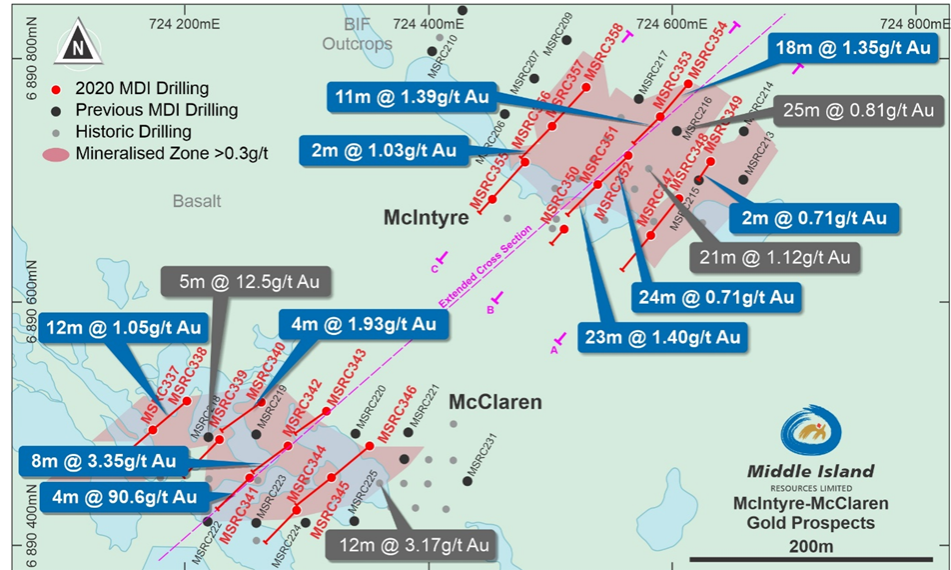 724 200mE
724 400mE
724 600mE
724 800mE
6 890 800mN
6 890 600mN
6 890 400mN
N
2020 MDI Drilling
Previous MDI Drilling
Historic Drilling
Mineralised Zone >0.3g/t
BIF
Outcrops
Basalt
MSRC210
MSRC209
MSRC207
MSRC206
MSRC217
MSRC216
MSRC214
MSRC213
MSRC215
MSRC358
MSRC357
MSRC355
MSRC354
MSRC353
MSRC351
MSRC350
MSRC352
MSRC349
MSRC348
18m @ 1.35g/t Au
11m @ 1.39g/t Au
25m @ 0.81g/t Au
2m @ 1.03g/t Au
2m @ 0.71g/t Au
21m @ 1.12g/t Au
24m @ 0.71g/t Au
23m @ 1.40g/t Au
McIntyre
Extended Cross Section
C
B
A
5m @ 12.5g/t Au
12m @ 1.05g/t Au
4m @ 1.93g/t Au
8m @ 3.35g/t Au
4m @ 90.6g/t Au
12m @ 3.17g/t Au
MSRC337
MSRC338
MSRC339
MSRC340
MSRC342
MSRC343
MSRC346
MSRC344
MSRC345
MSRC341
MSRC219
MSRC220
MSRC221
MSRC231
MSRC225
MSRC223
MSRC222
MSRC224
McClaren
Middle Island
RESOURCES LIMITED
McIntyre-McClaren
Gold Prospects
200m